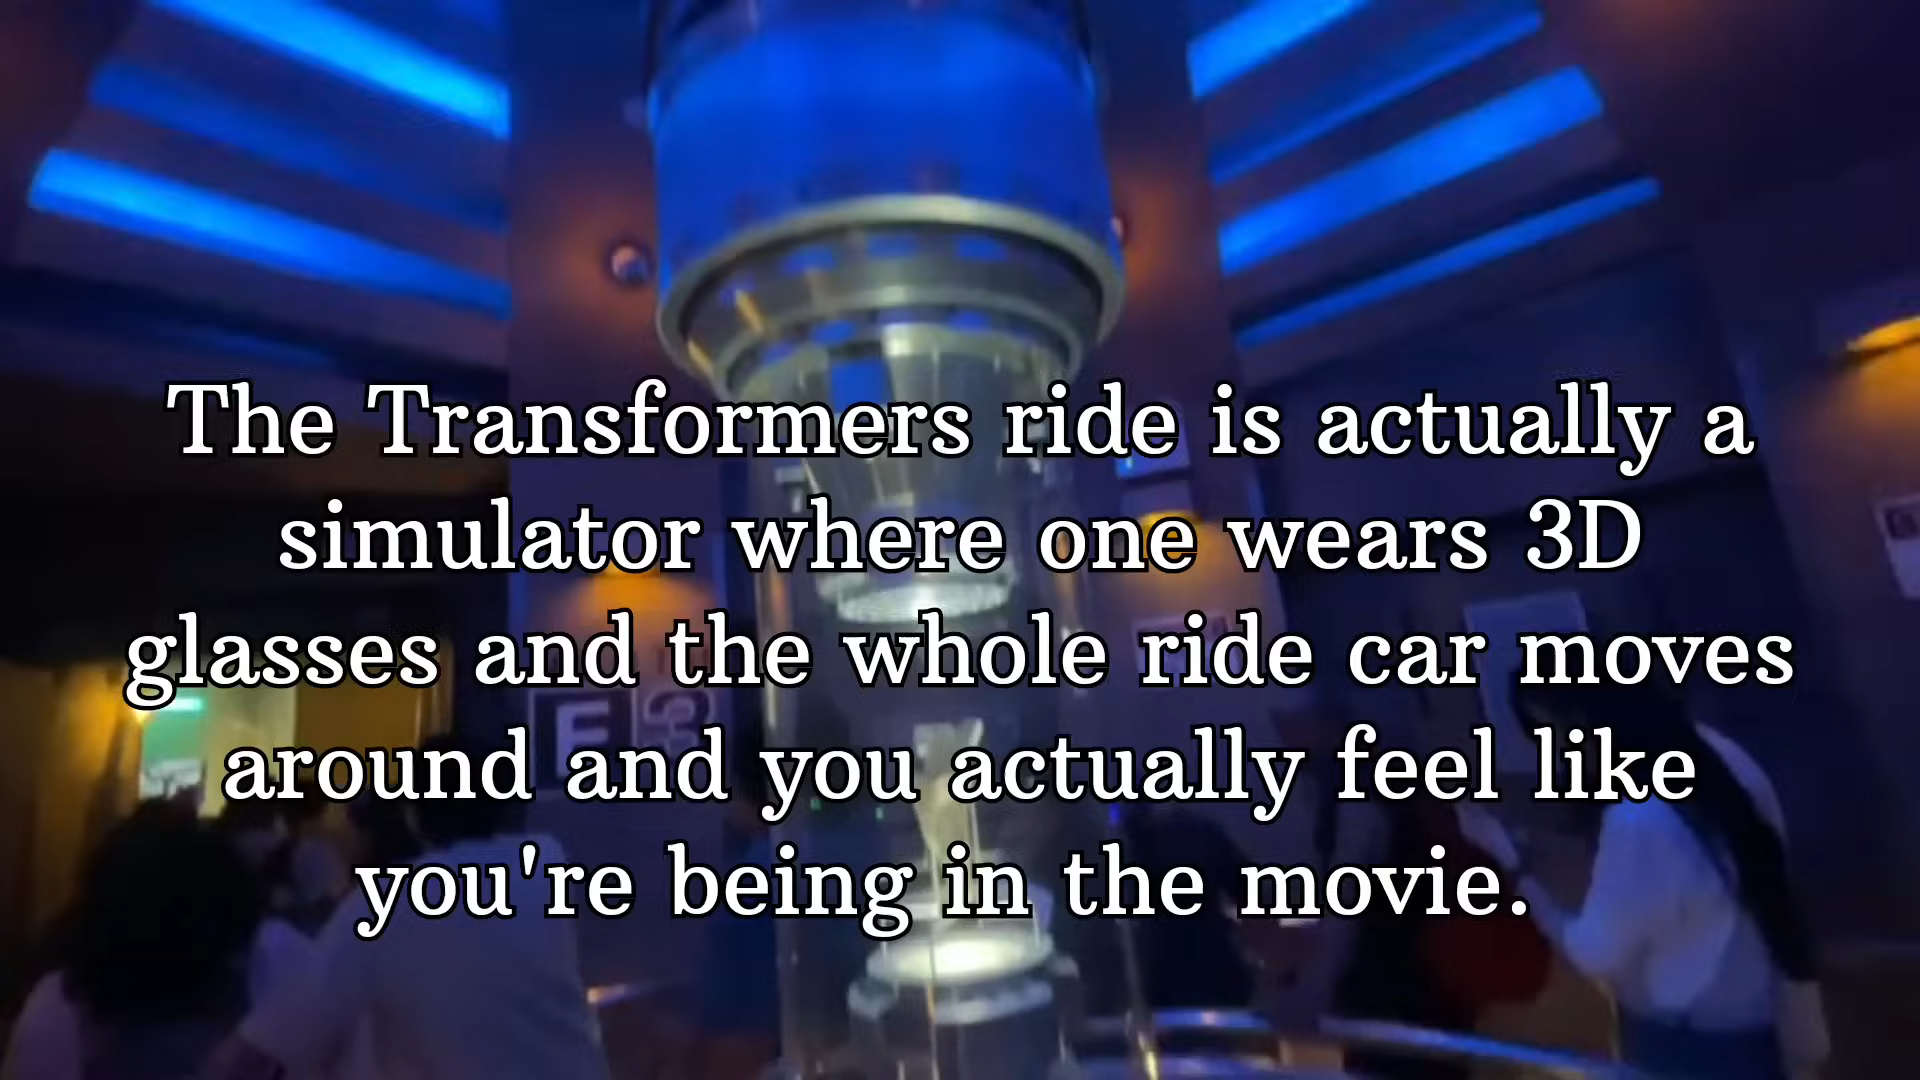 The Transformers ride is actually a
simulator where one wears 3D
glasses and the whole ride car moves
around and you actually feel like
you're being in the movie.
E3